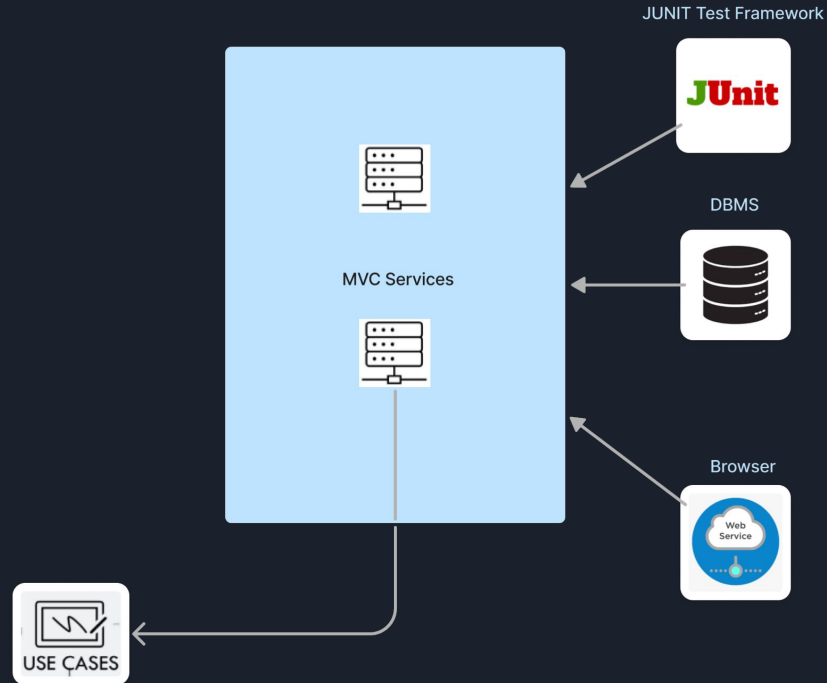 JUNIT Test Framework
JUnit
DBMS
MVC Services
Browser
Web
Service
USE CASES